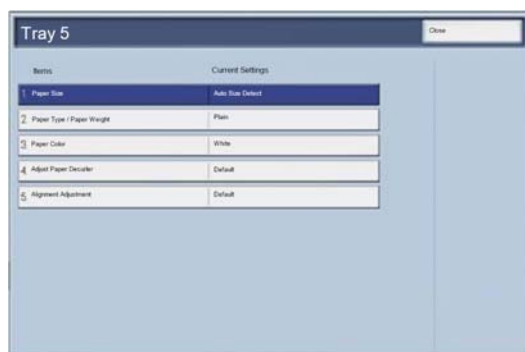 Tray 5 Close
Items Current Settings
1 Paper Size Auto Size Detect
2 Paper Type / Paper Weight Plain
3 Paper Color White
4 Adjust Paper Decurler Default
5 Alignment Adjustment Default